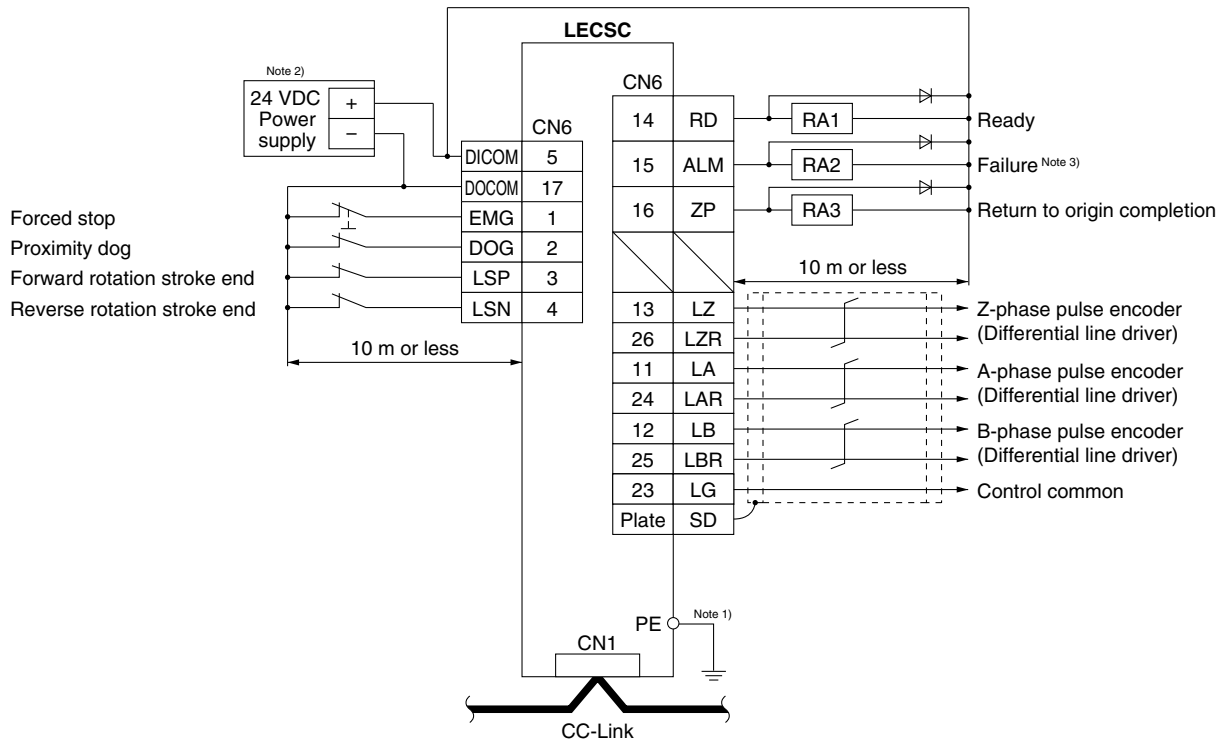 LECSC
Note 2)
24 VDC
Power
supply
+
−
CN6
DICOM 5
DOCOM 17
Forced stop EMG 1
Proximity dog DOG 2
Forward rotation stroke end LSP 3
Reverse rotation stroke end LSN 4
10 m or less
CN6
14 RD RA1 Ready
15 ALM RA2 Failure Note 3)
16 ZP RA3 Return to origin completion
10 m or less
13 LZ Z-phase pulse encoder
26 LZR (Differential line driver)
11 LA A-phase pulse encoder
24 LAR (Differential line driver)
12 LB B-phase pulse encoder
25 LBR (Differential line driver)
23 LG Control common
Plate SD
PE Note 1)
CN1
CC-Link